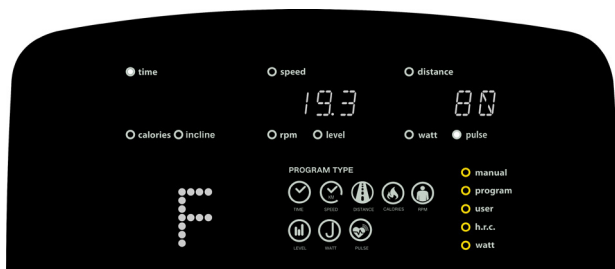 time speed distance
19.3 80
calories incline rpm level watt pulse
PROGRAM TYPE
manual
program
user
h.r.c.
watt
TIME SPEED DISTANCE CALORIES RPM
LEVEL WATT PULSE
F